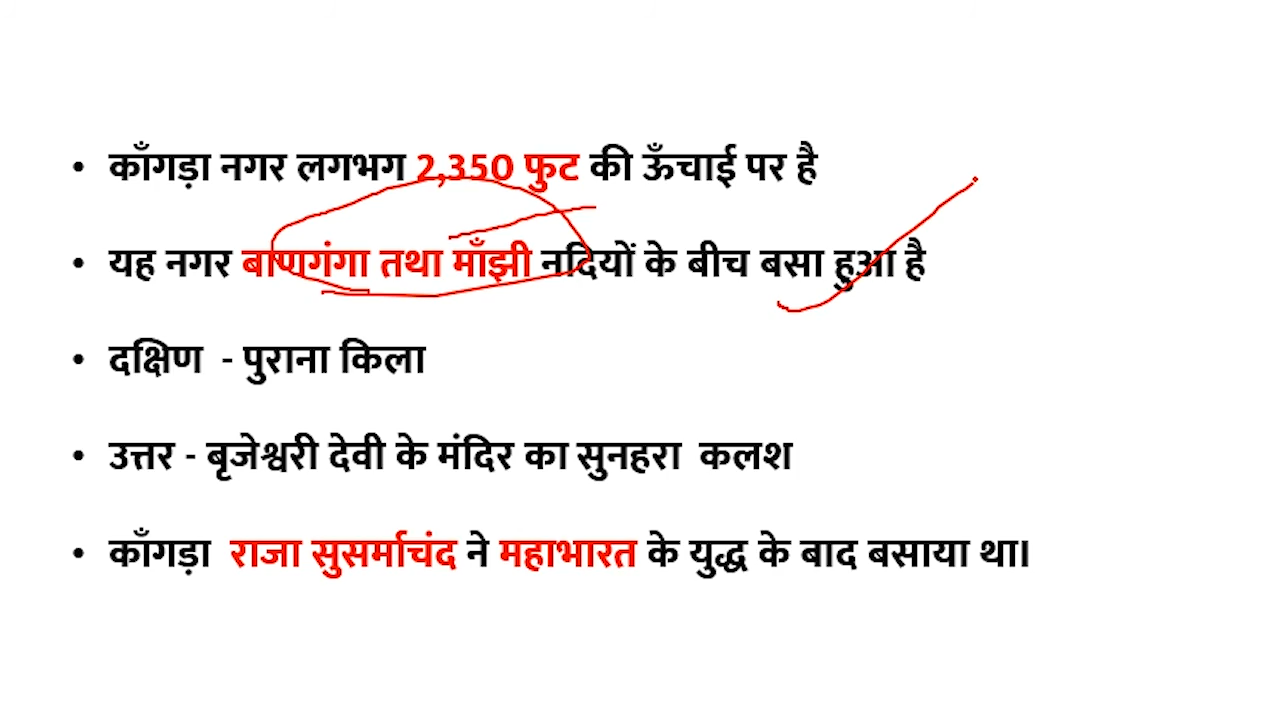 • काँगड़ा नगर लगभग 2,350 फुट की ऊँचाई पर है
• यह नगर बाणगंगा तथा माँझी नदियों के बीच बसा हुआ है
• दक्षिण - पुराना किला
• उत्तर - बृजेश्वरी देवी के मंदिर का सुनहरा कलश
• काँगड़ा राजा सुसर्माचंद ने महाभारत के युद्ध के बाद बसाया था।